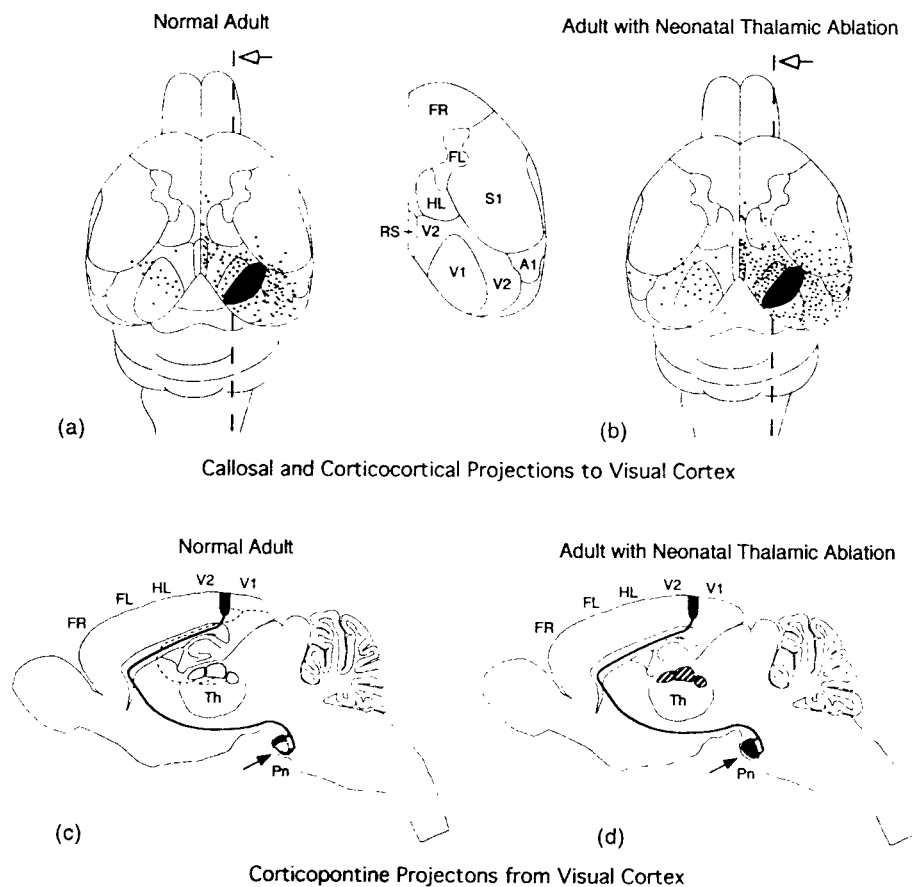 Normal Adult
Adult with Neonatal Thalamic Ablation
FR
FL
HL
S1
RS
V2
V1
A1
V2
(a)
(b)
Callosal and Corticocortical Projections to Visual Cortex
Normal Adult
Adult with Neonatal Thalamic Ablation
FR
FL
HL
V2
V1
Th
Pn
(c)
FR
FL
HL
V2
V1
Th
Pn
(d)
Corticopontine Projectons from Visual Cortex